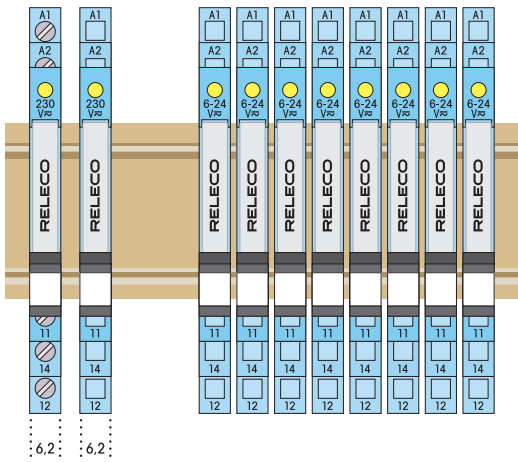 A1 A1 A1 A1 A1 A1 A1 A1 A1 A1
A2 A2 A2 A2 A2 A2 A2 A2 A2 A2
230 230 6-24 6-24 6-24 6-24 6-24 6-24 6-24 6-24
V≂ V≂ V≂ V≂ V≂ V≂ V≂ V≂ V≂ V≂
RELECO RELECO RELECO RELECO RELECO RELECO RELECO RELECO RELECO RELECO
11 11 11 11 11 11 11 11 11 11
14 14 14 14 14 14 14 14 14 14
12 12 12 12 12 12 12 12 12 12
6,2 6,2